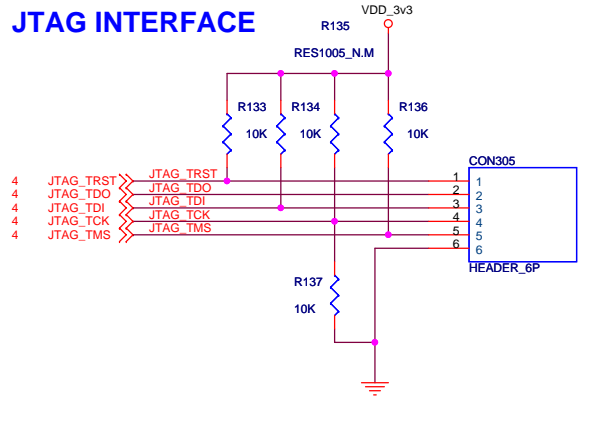 JTAG INTERFACE
R135
VDD_3v3
RES1005_N.M
R133
R134
R136
10K
10K
10K
CON305
4 JTAG_TRST JTAG_TRST 1 1
4 JTAG_TDO JTAG_TDO 2 2
4 JTAG_TDI JTAG_TDI 3 3
4 JTAG_TCK JTAG_TCK 4 4
4 JTAG_TMS JTAG_TMS 5 5
6 6
HEADER_6P
R137
10K